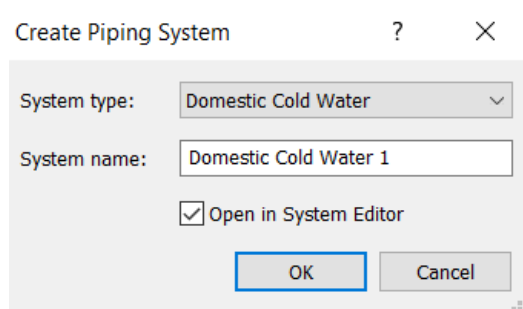 Create Piping System ?
System type: Domestic Cold Water
System name: Domestic Cold Water 1
Open in System Editor
OK Cancel